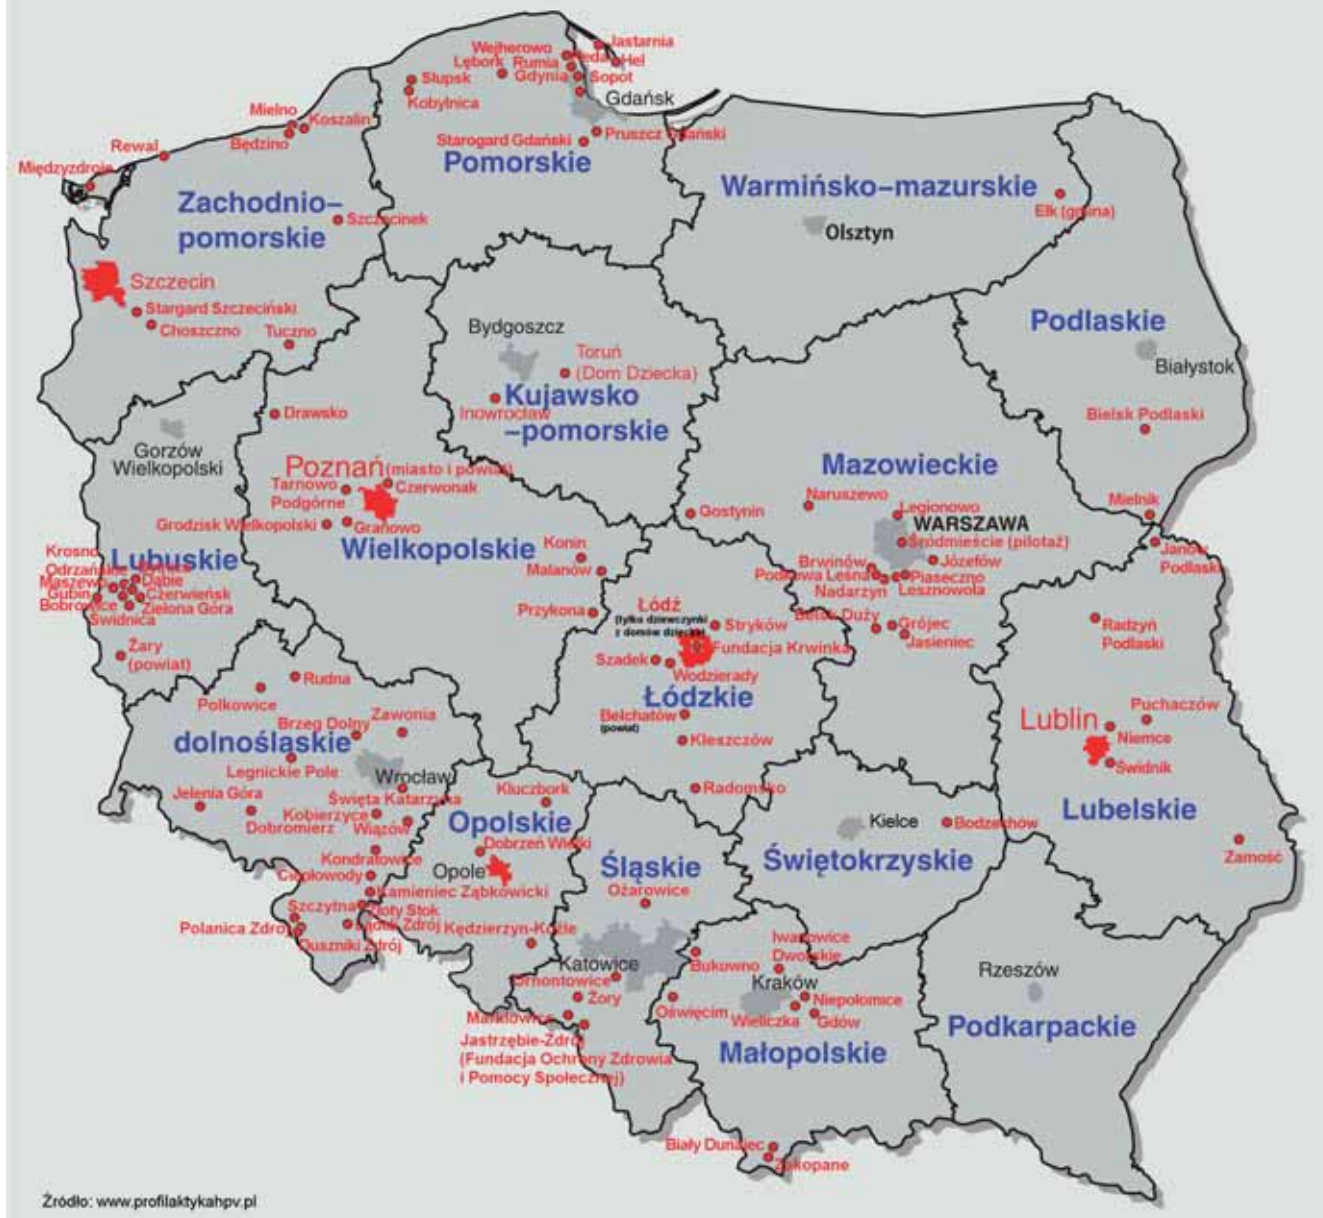 Jastarnia
Wejherowo
Reda
Hel
Lębork
Rumia
Słupsk
Gdynia
Sopot
Kobylnica
Gdańsk
Mielno
Koszalin
Będzino
Starogard Gdański
Pruszcz Gdański
Rewal
Pomorskie
Międzyzdroje
Warmińsko–mazurskie
Zachodnio–
pomorskie
Szczecinek
Ełk (gmina)
Olsztyn
Szczecin
Stargard Szczeciński
Choszczno
Tuczno
Bydgoszcz
Toruń
(Dom Dziecka)
Podlaskie
Białystok
Kujawsko
–pomorskie
Inowrocław
Drawsko
Bielsk Podlaski
Gorzów
Wielkopolski
Poznań (miasto i powiat)
Tarnowo
Podgórne
Czerwonak
Mazowieckie
Naruszewo
Legionowo
Gostynin
Mielnik
WARSZAWA
Śródmieście (pilotaż)
Grodzisk Wielkopolski
Granowo
Wielkopolskie
Konin
Malanów
Janów
Podlaski
Brwinów
Józefów
Podkowa Leśna
Piaseczno
Nadarzyn
Lesznowola
Krosno
Odrzańskie
Lubuskie
Dąbie
Maszewo
Gubin
Czerwieńsk
Bobrowice
Zielona Góra
Świdnica
Przykona
Łódź
(tylko dziewczynki
z domów dziecka)
Stryków
Fundacja Krwinka
Belsk Duży
Grójec
Jasieniec
Radzyń
Podlaski
Żary
(powiat)
Szadek
Wodzierady
Łódzkie
Rudna
Polkowice
Bełchatów
(powiat)
Kleszczów
Puchaczów
Lublin
Niemce
Świdnik
Brzeg Dolny
Zawonia
dolnośląskie
Legnickie Pole
Wrocław
Radomsko
Lubelskie
Jelenia Góra
Święta Katarzyna
Kluczbork
Kobierzyce
Dobromierz
Wiązów
Opolskie
Kielce
Bodzechów
Dobrzeń Wielki
Śląskie
Świętokrzyskie
Zamość
Kondratowice
Ciepłowody
Opole
Kamieniec Ząbkowicki
Ożarowice
Szczytna
Złoty Stok
Polanica Zdrój
Lądek Zdrój
Kędzierzyn-Koźle
Duszniki Zdrój
Iwanowice
Dworskie
Katowice
Bukowno
Rzeszów
Ornontowice
Kraków
Żory
Oświęcim
Niepołomice
Wieliczka
Gdów
Marklowice
Podkarpackie
Jastrzębie-Zdrój
(Fundacja Ochrony Zdrowia
i Pomocy Społecznej)
Małopolskie
Biały Dunajec
Zakopane
Źródło: www.profilaktykahpv.pl